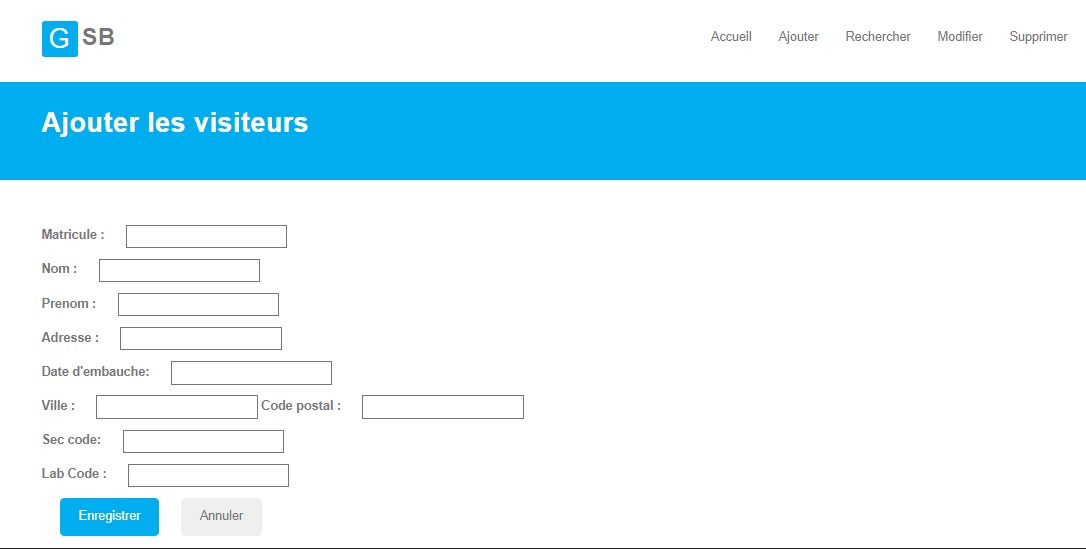 G SB
Accueil Ajouter Rechercher Modifier Supprimer
Ajouter les visiteurs
Matricule :
Nom :
Prenom :
Adresse :
Date d'embauche:
Ville : Code postal :
Sec code:
Lab Code :
Enregistrer Annuler